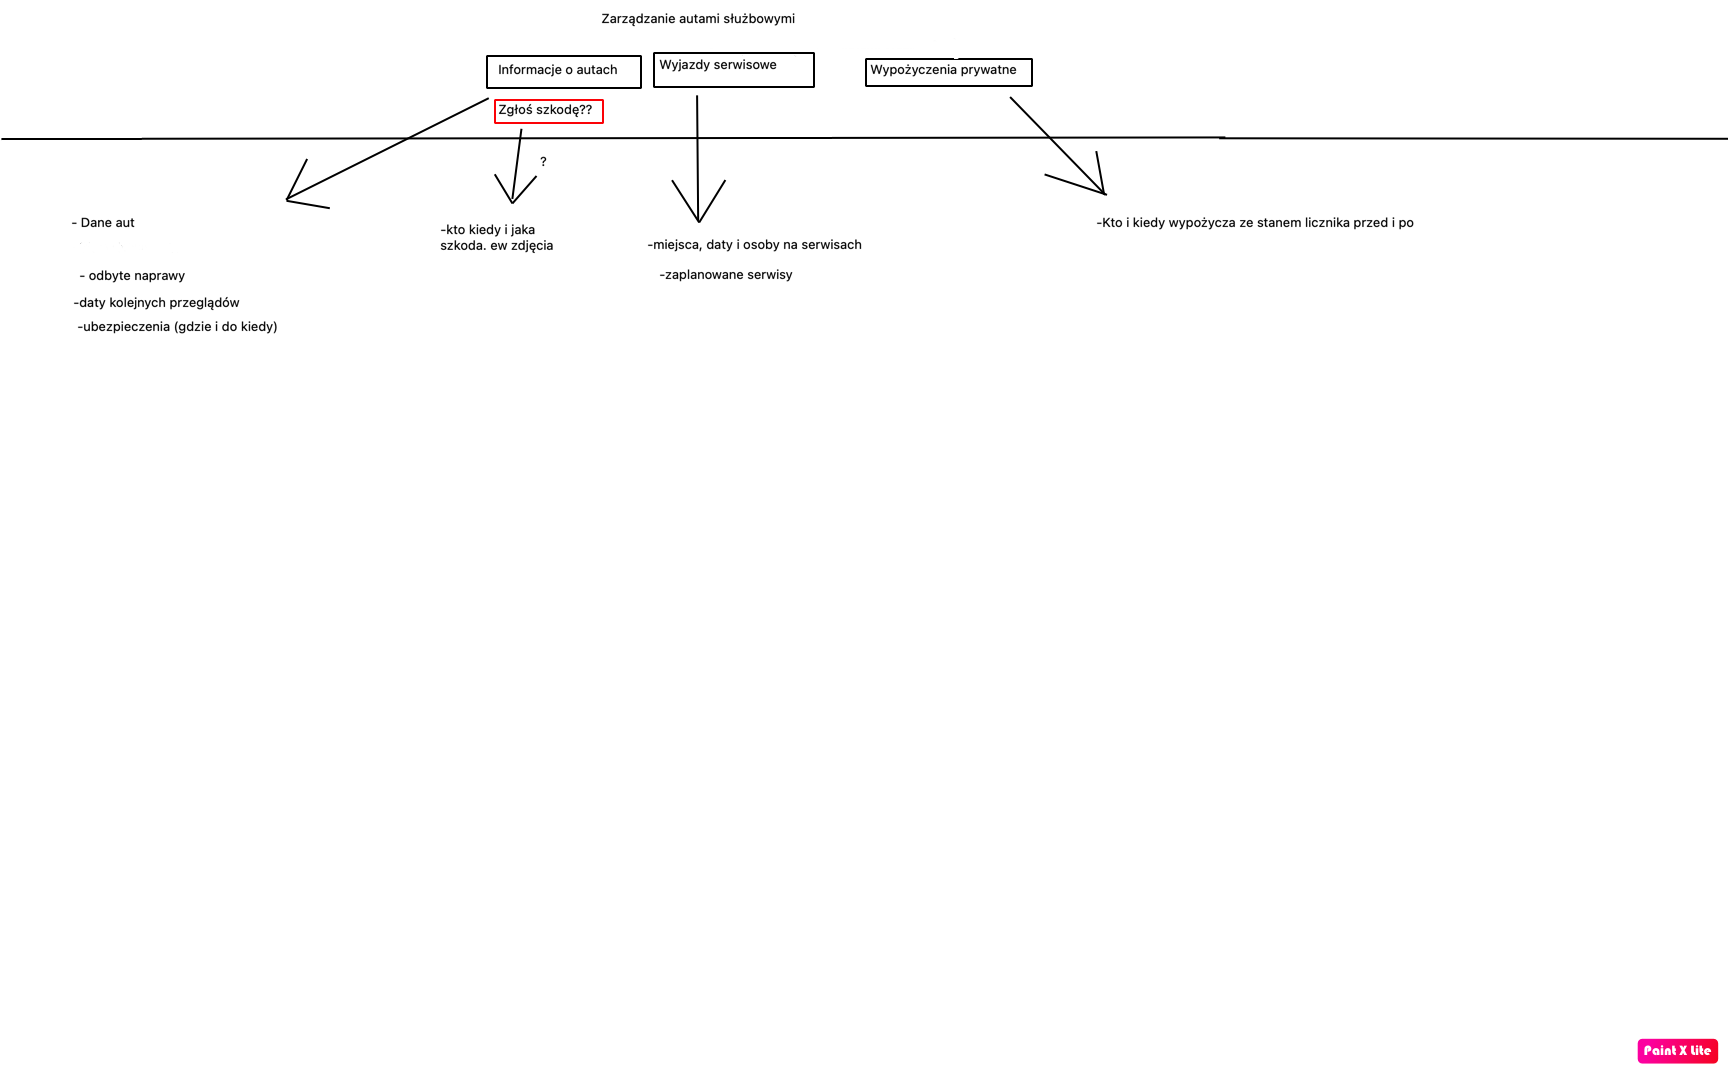 Zarządzanie autami służbowymi
Informacje o autach
Wyjazdy serwisowe
Wypożyczenia prywatne
Zgłoś szkodę??
?
- Dane aut
- odbyte naprawy
-daty kolejnych przeglądów
-ubezpieczenia (gdzie i do kiedy)
-kto kiedy i jaka
szkoda. ew zdjęcia
-miejsca, daty i osoby na serwisach
-zaplanowane serwisy
-Kto i kiedy wypożycza ze stanem licznika przed i po
Paint X Lite